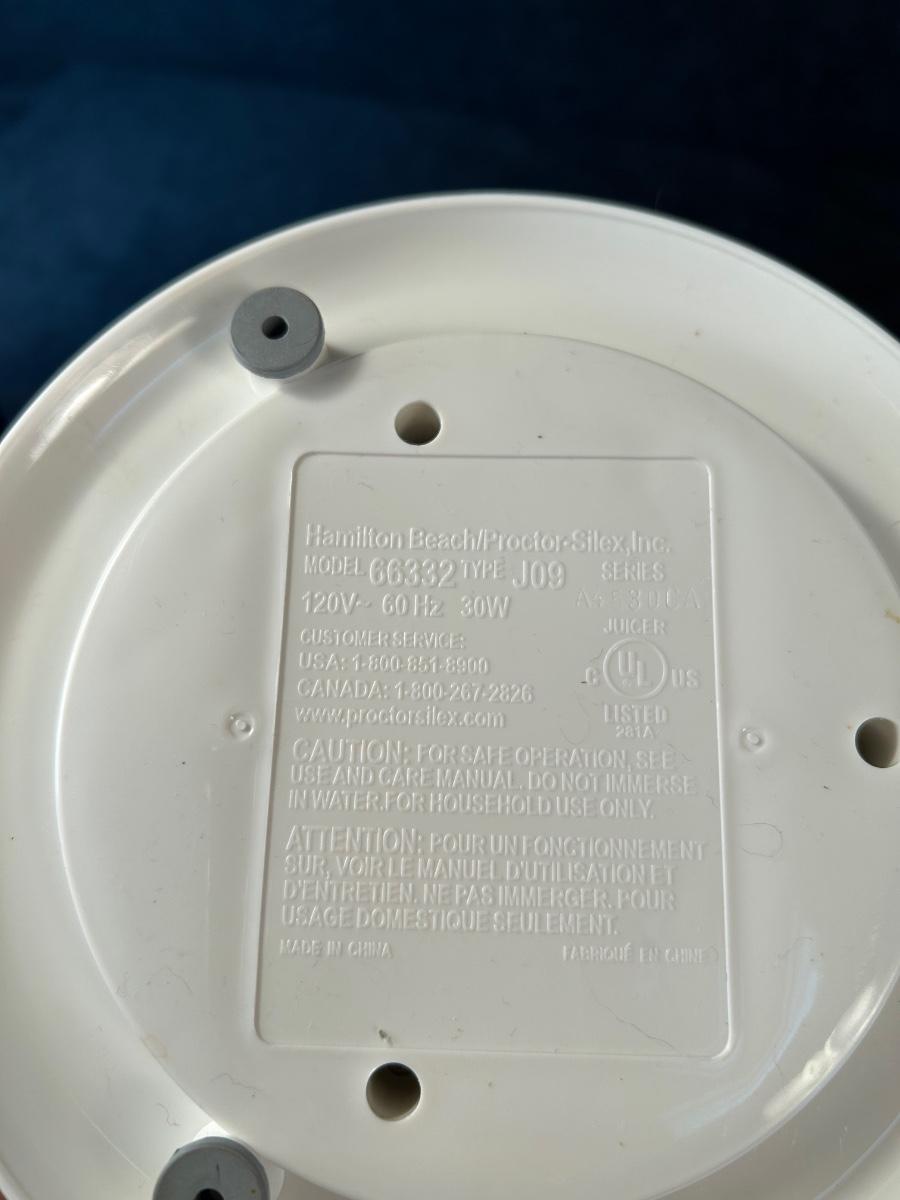 Hamilton Beach/Proctor-Silex,Inc.
MODEL 66332 TYPE J09 SERIES
120V~ 60 Hz 30W
JUICER
CUSTOMER SERVICE:
USA: 1-800-851-8900
CANADA: 1-800-267-2826
www.proctorsilex.com
C UL US
LISTED
281A
CAUTION: FOR SAFE OPERATION, SEE
USE AND CARE MANUAL. DO NOT IMMERSE
IN WATER.FOR HOUSEHOLD USE ONLY.
ATTENTION: POUR UN FONCTIONNEMENT
SUR, VOIR LE MANUEL D'UTILISATION ET
D'ENTRETIEN. NE PAS IMMERGER. POUR
USAGE DOMESTIQUE SEULEMENT.
MADE IN CHINA FABRIQUÉ EN CHINE